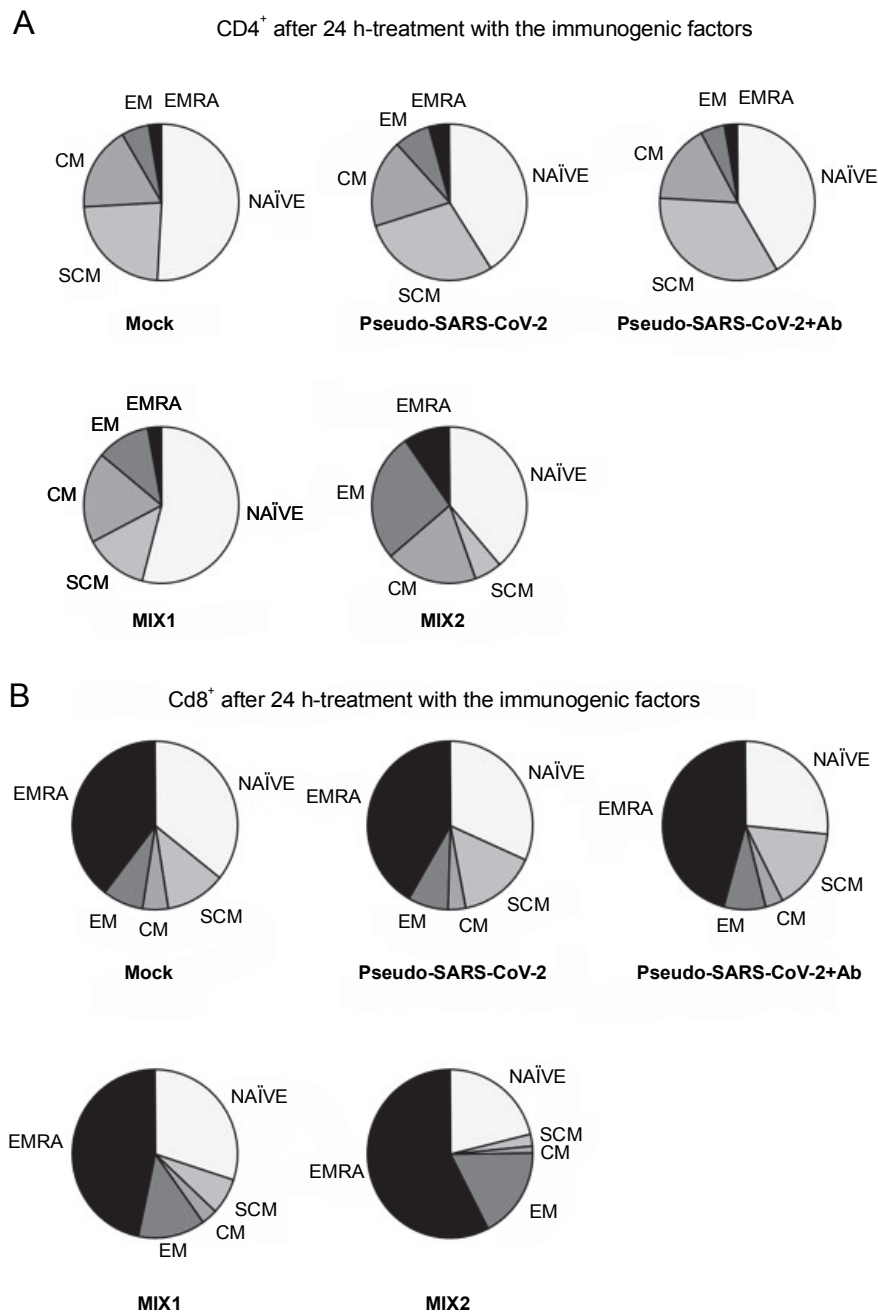 A
CD4+ after 24 h-treatment with the immunogenic factors
EM EMRA
CM
NAÏVE
SCM
Mock
EMRA
EM
CM
NAÏVE
SCM
Pseudo-SARS-CoV-2
EM EMRA
CM
NAÏVE
SCM
Pseudo-SARS-CoV-2+Ab
EMRA
EM
CM
NAÏVE
SCM
MIX1
EMRA
NAÏVE
EM
CM
SCM
MIX2
B
Cd8+ after 24 h-treatment with the immunogenic factors
EMRA
NAÏVE
EM
CM
SCM
Mock
EMRA
NAÏVE
EM
CM
SCM
Pseudo-SARS-CoV-2
EMRA
NAÏVE
SCM
EM
CM
Pseudo-SARS-CoV-2+Ab
NAÏVE
EMRA
SCM
CM
EM
MIX1
NAÏVE
SCM
CM
EMRA
EM
MIX2